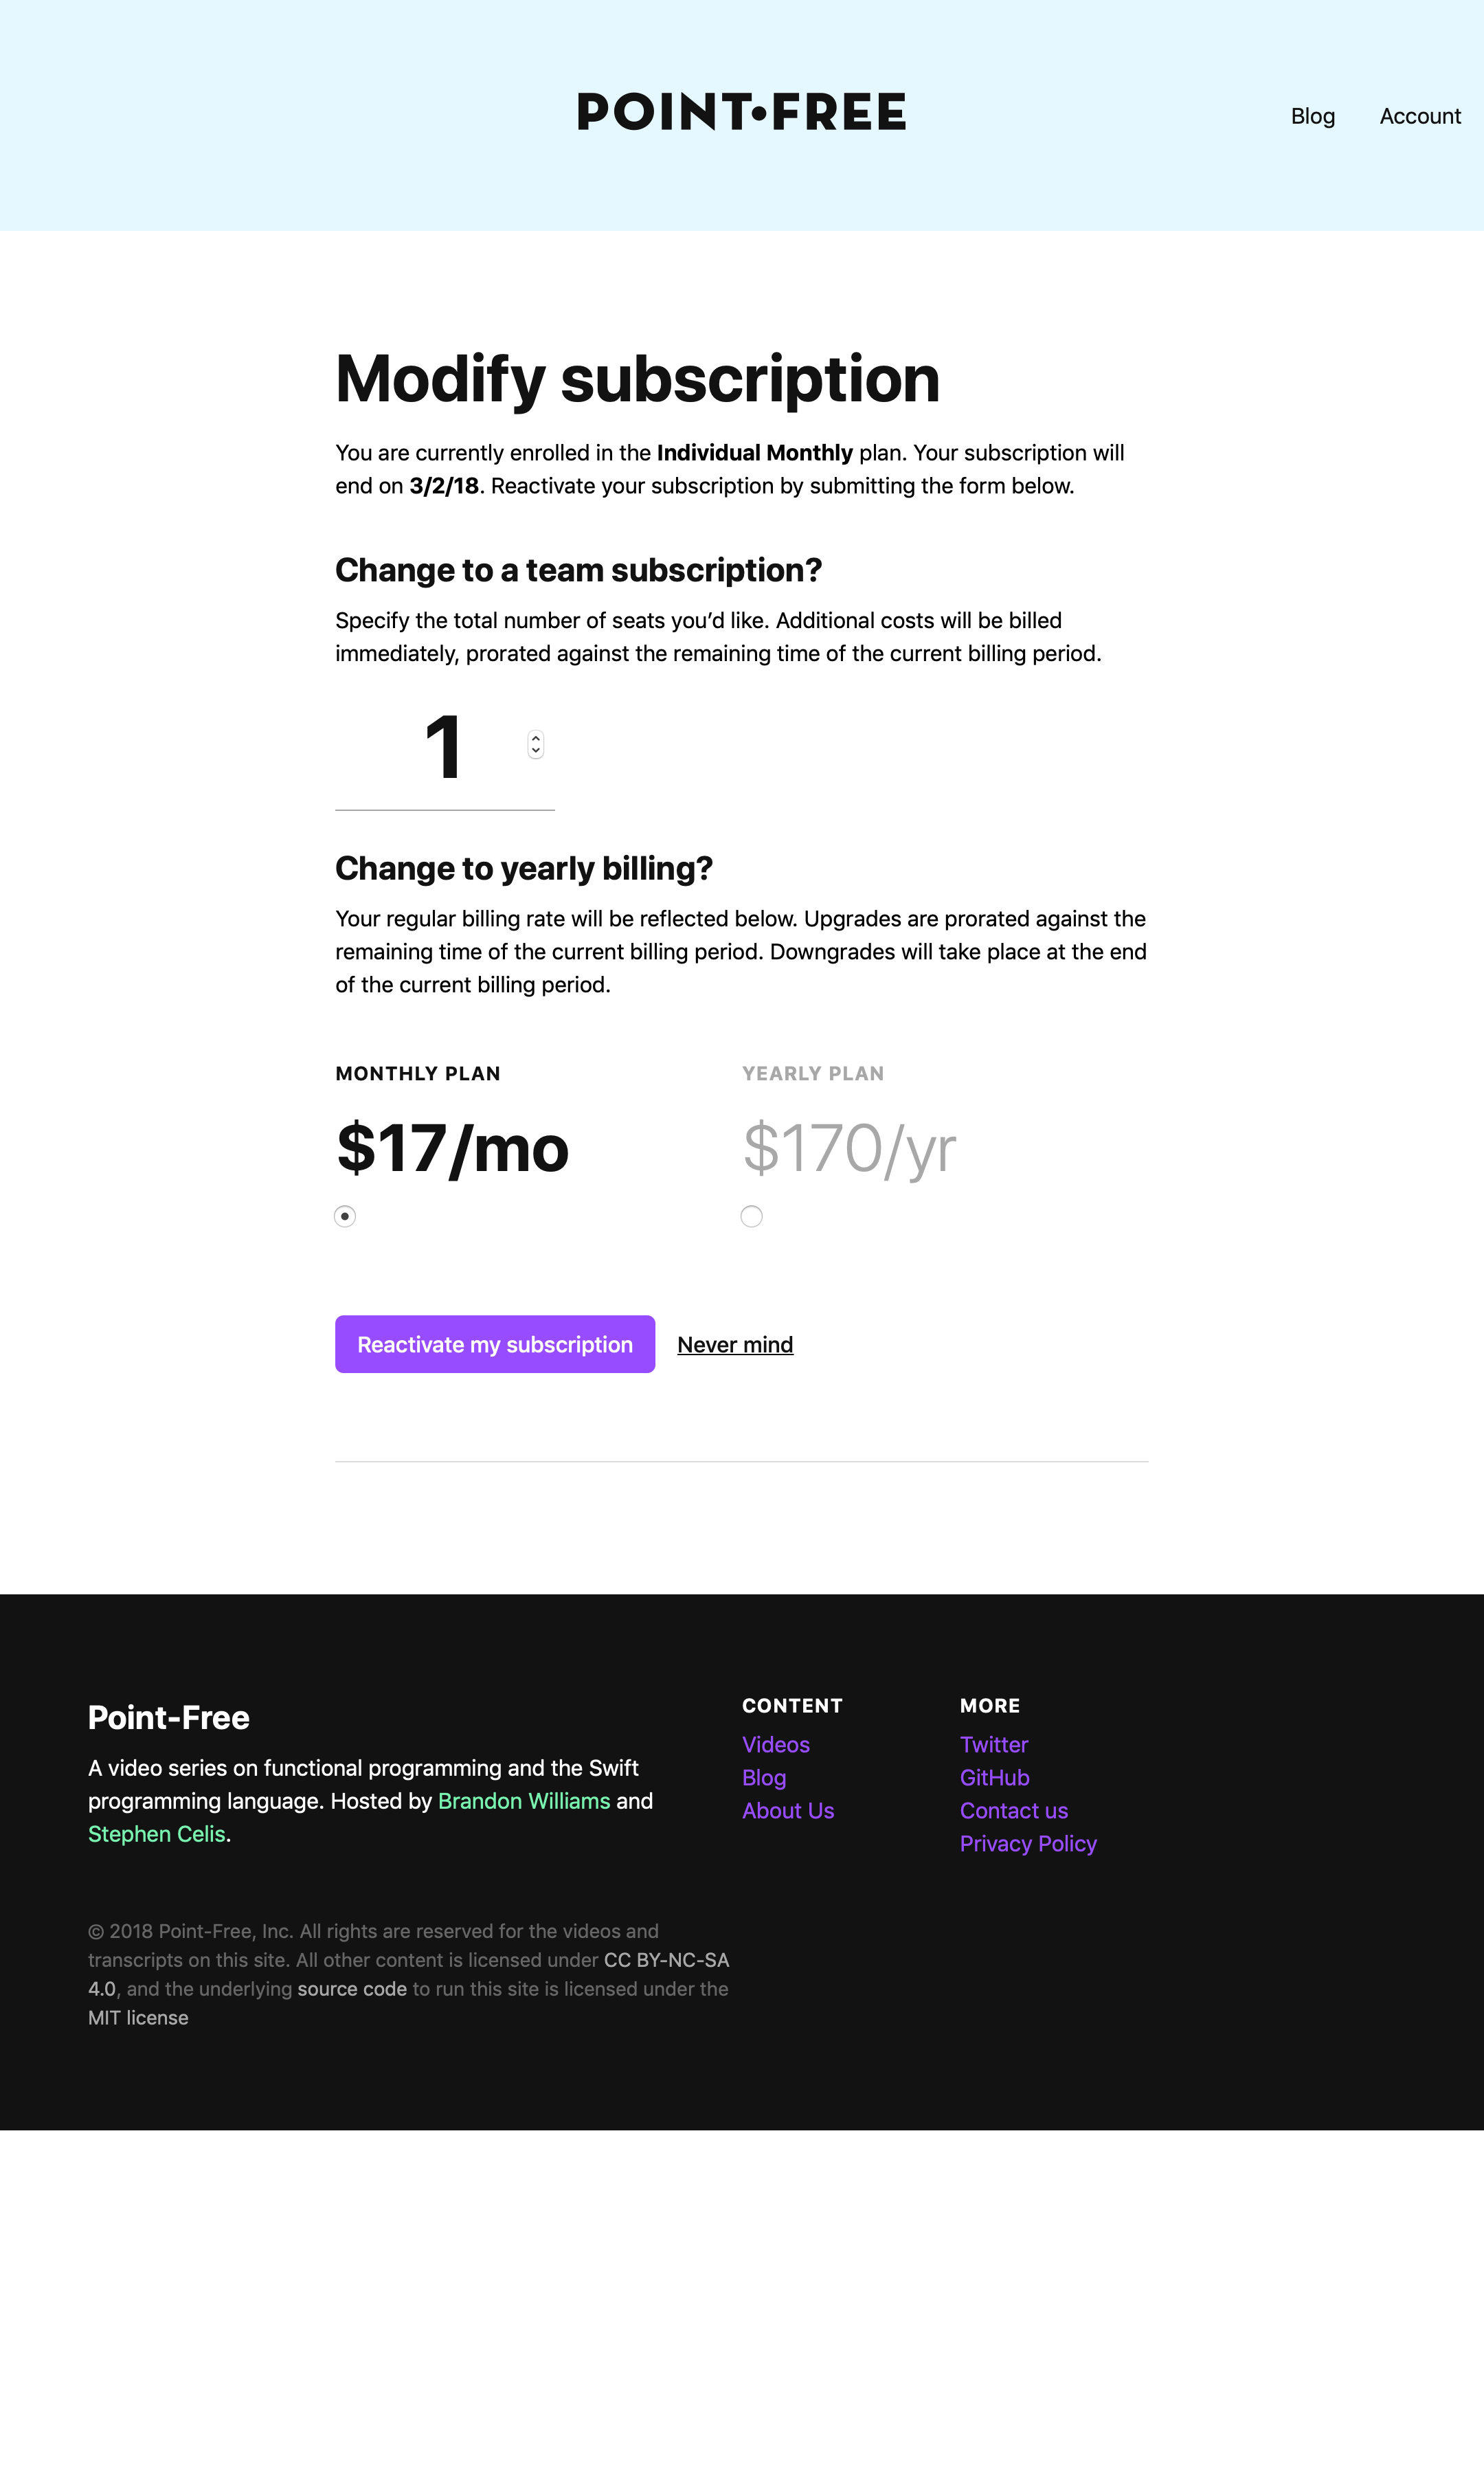 POINT•FREE
Blog
Account
Modify subscription
You are currently enrolled in the Individual Monthly plan. Your subscription will
end on 3/2/18. Reactivate your subscription by submitting the form below.
Change to a team subscription?
Specify the total number of seats you’d like. Additional costs will be billed
immediately, prorated against the remaining time of the current billing period.
1
Change to yearly billing?
Your regular billing rate will be reflected below. Upgrades are prorated against the
remaining time of the current billing period. Downgrades will take place at the end
of the current billing period.
MONTHLY PLAN
$17/mo
YEARLY PLAN
$170/yr
Reactivate my subscription
Never mind
Point-Free
A video series on functional programming and the Swift
programming language. Hosted by Brandon Williams and
Stephen Celis.
CONTENT
Videos
Blog
About Us
MORE
Twitter
GitHub
Contact us
Privacy Policy
© 2018 Point-Free, Inc. All rights are reserved for the videos and
transcripts on this site. All other content is licensed under CC BY-NC-SA
4.0, and the underlying source code to run this site is licensed under the
MIT license